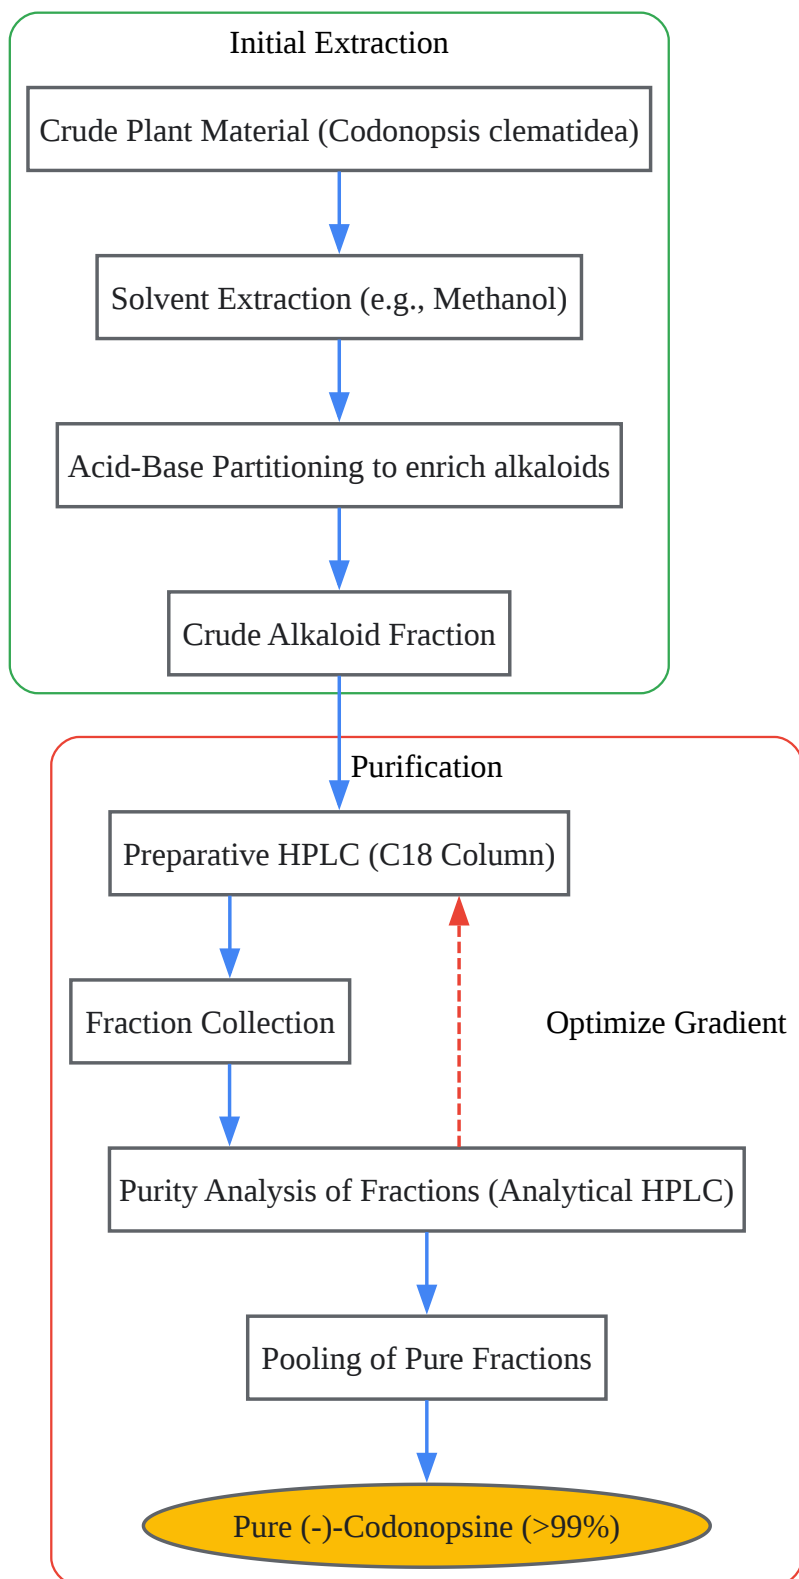 Initial Extraction
Crude Plant Material (Codonopsis clematidea)
Solvent Extraction (e.g., Methanol)
Acid-Base Partitioning to enrich alkaloids
Crude Alkaloid Fraction
Purification
Preparative HPLC (C18 Column)
Fraction Collection
Optimize Gradient
Purity Analysis of Fractions (Analytical HPLC)
Pooling of Pure Fractions
Pure (-)-Codonopsine (>99%)